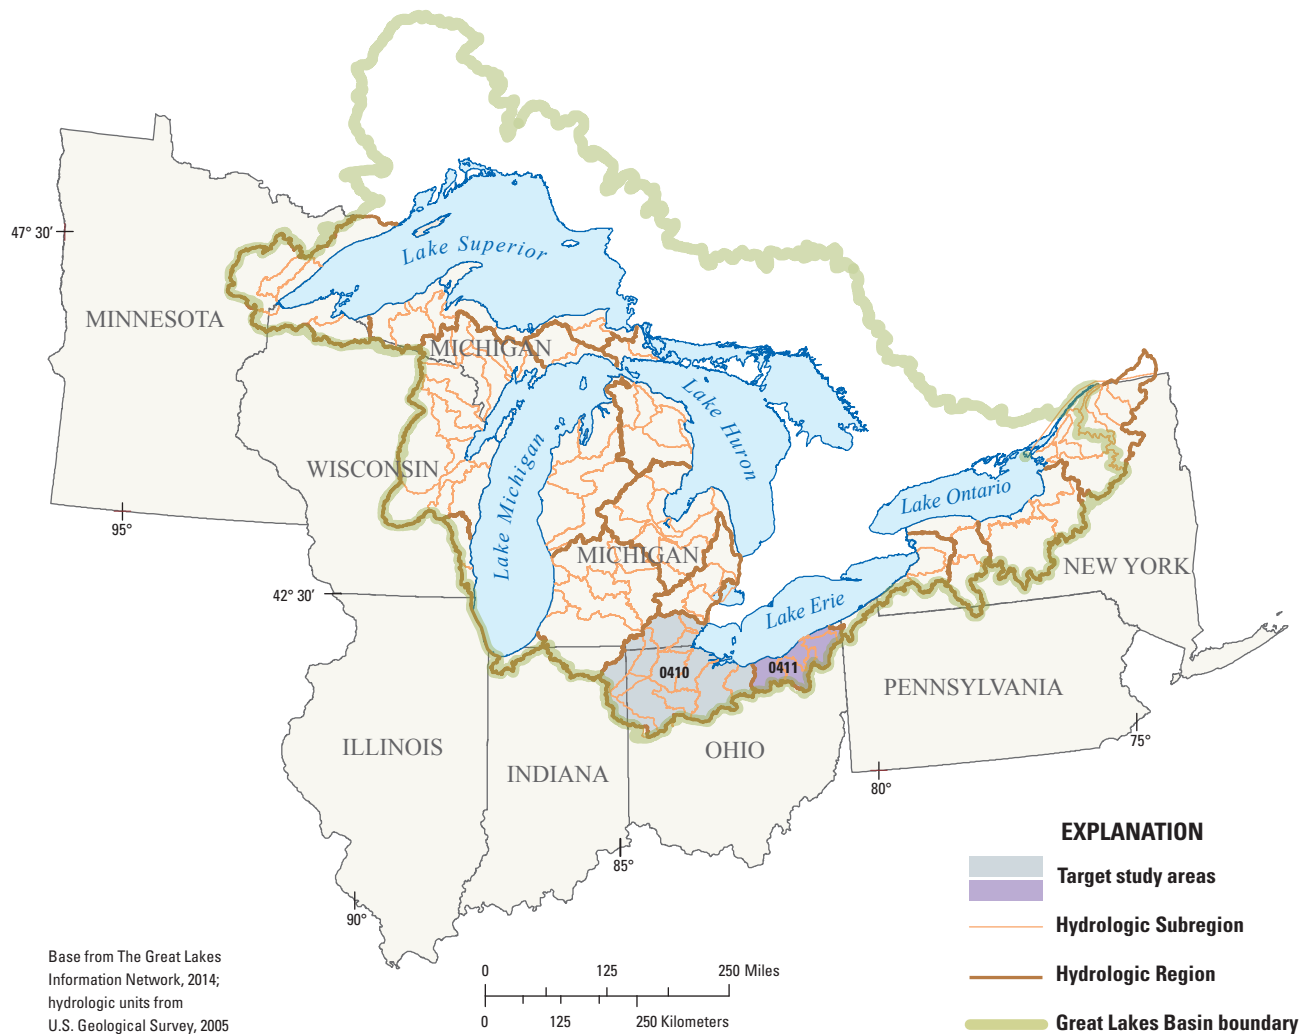 47° 30′
Lake Superior
MINNESOTA
MICHIGAN
Lake Huron
WISCONSIN
Lake Michigan
95°
Lake Ontario
MICHIGAN
NEW YORK
42° 30′
Lake Erie
0410
0411
PENNSYLVANIA
ILLINOIS
INDIANA
OHIO
75°
80°
85°
90°
EXPLANATION
Target study areas
Hydrologic Subregion
Hydrologic Region
Great Lakes Basin boundary
Base from The Great Lakes
Information Network, 2014;
hydrologic units from
U.S. Geological Survey, 2005
0 125 250 Miles
0 125 250 Kilometers